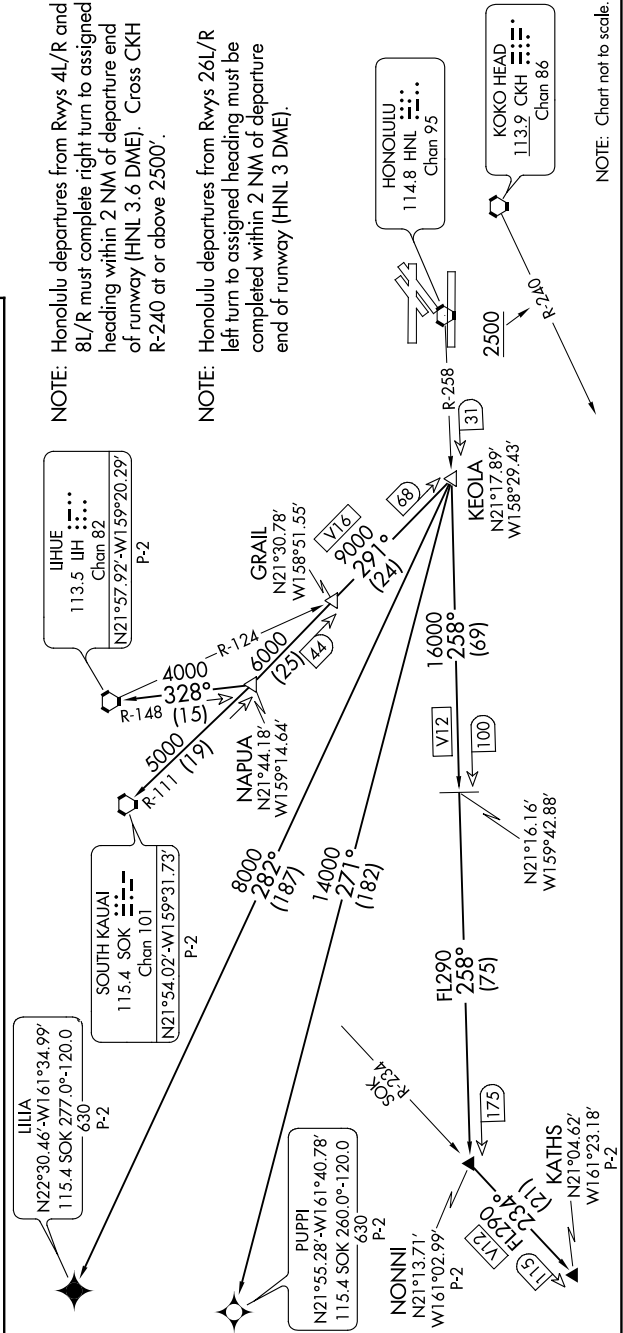 NOTE: Honolulu departures from Rwys 4L/R and
8L/R must complete right turn to assigned
heading within 2 NM of departure end
of runway (HNL 3.6 DME). Cross CKH
R-240 at or above 2500'.
NOTE: Honolulu departures from Rwys 26L/R
left turn to assigned heading must be
completed within 2 NM of departure
end of runway (HNL 3 DME).
LILIA
N22°30.46'-W161°34.99'
115.4 SOK 277.0°-120.0
630
P-2
SOUTH KAUAI
115.4 SOK
Chan 101
N21°54.02'-W159°31.73'
P-2
LIHUE
113.5 LIH
Chan 82
N21°57.92'-W159°20.29'
P-2
R-148
4000
328°
(15)
R-124
R-111
5000
(19)
6000
(25)
44
NAPUA
N21°44.18'
W159°14.64'
GRAIL
N21°30.78'
W158°51.55'
V16
9000
291°
(24)
68
8000
282°
(187)
14000
271°
(182)
PUPPI
N21°55.28'-W161°40.78'
115.4 SOK 260.0°-120.0
630
P-2
SOK
R-234
NONNI
N21°13.71'
W161°02.99'
P-2
175
FL290
258°
(75)
V12
FL290
234°
(21)
115
KATHS
N21°04.62'
W161°23.18'
P-2
N21°16.16'
W159°42.88'
V12
100
16000
258°
(69)
KEOLA
N21°17.89'
W158°29.43'
R-258
31
HONOLULU
114.8 HNL
Chan 95
2500
R-240
KOKO HEAD
113.9 CKH
Chan 86
NOTE: Chart not to scale.